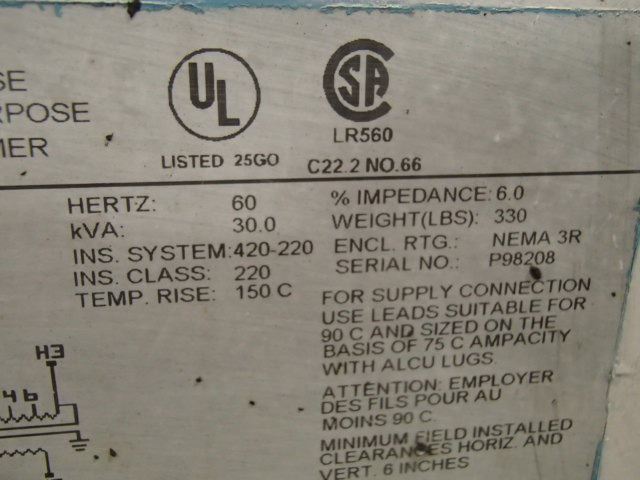 SE
RPOSE
MER
UL
LISTED 25GO
CSA
LR560
C22.2 NO.66
HERTZ: 60
kVA: 30.0
INS. SYSTEM:420-220
INS. CLASS: 220
TEMP. RISE: 150 C
% IMPEDANCE: 6.0
WEIGHT(LBS): 330
ENCL. RTG.: NEMA 3R
SERIAL NO.: P98208
FOR SUPPLY CONNECTION
USE LEADS SUITABLE FOR
90 C AND SIZED ON THE
BASIS OF 75 C AMPACITY
WITH ALCU LUGS.
ATTENTION: EMPLOYER
DES FILS POUR AU
MOINS 90 C.
MINIMUM FIELD INSTALLED
CLEARANCES HORIZ. AND
VERT. 6 INCHES
H3
46